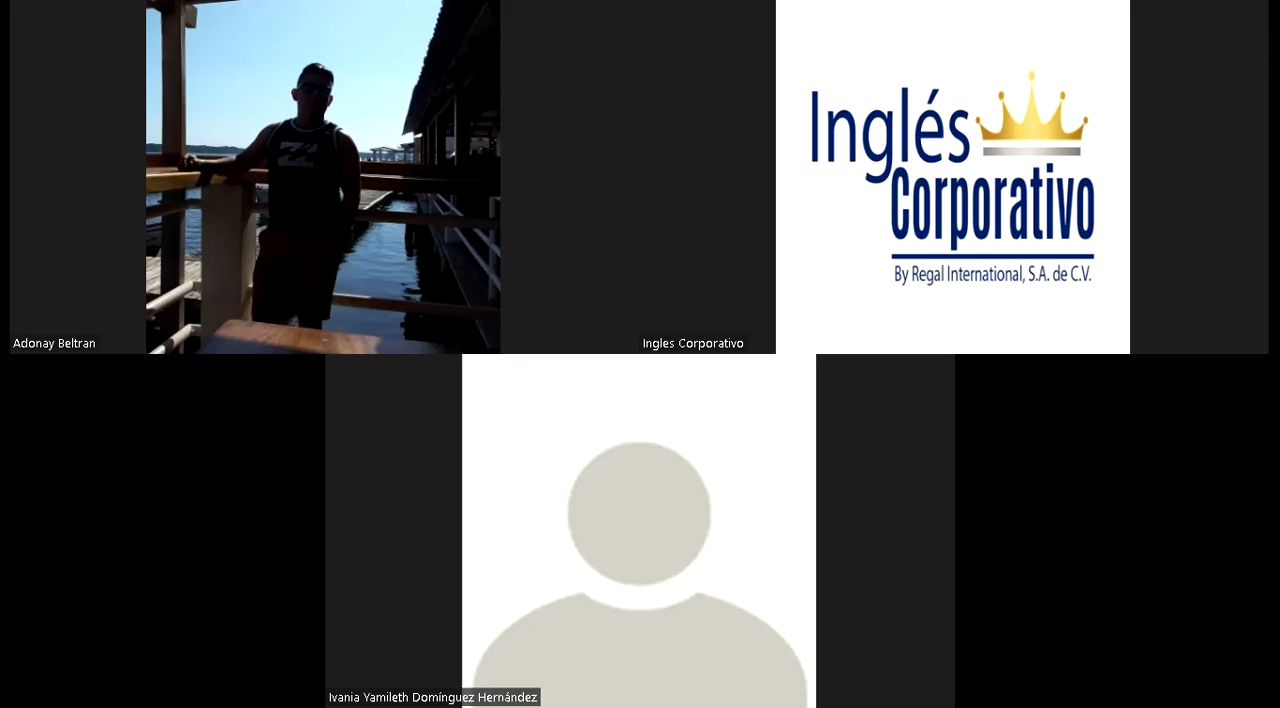 Inglés
Corporativo
By Regal International, S.A. de C.V.
Adonay Beltran
Ingles Corporativo
Ivania Yamileth Domínguez Hernández